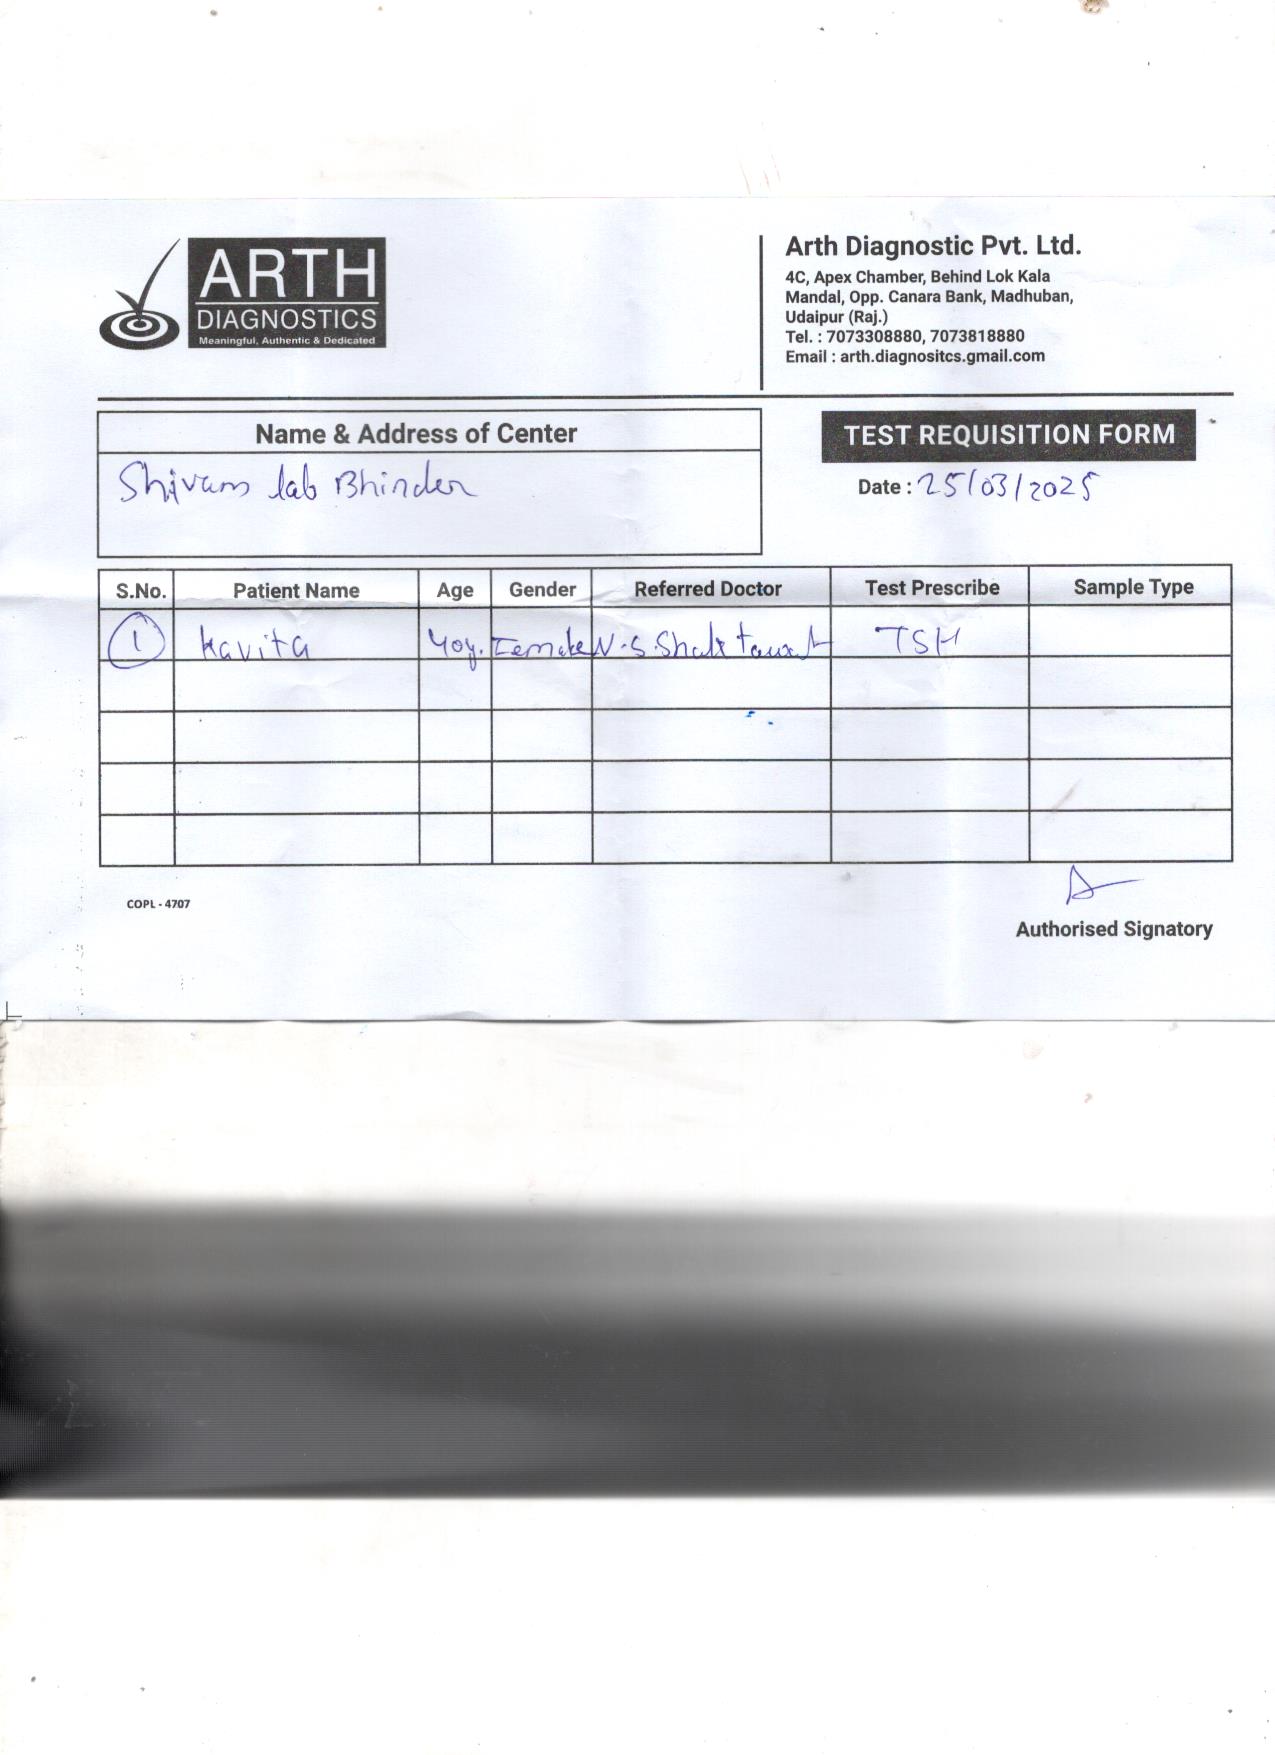 ARTH
DIAGNOSTICS
Meaningful, Authentic & Dedicated
Arth Diagnostic Pvt. Ltd.
4C, Apex Chamber, Behind Lok Kala
Mandal, Opp. Canara Bank, Madhuban,
Udaipur (Raj.)
Tel. : 7073308880, 7073818880
Email : arth.diagnositcs.gmail.com
Name & Address of Center
Shivam lab Bhinder
TEST REQUISITION FORM
Date : 25/03/2025
S.No. Patient Name Age Gender Referred Doctor Test Prescribe Sample Type
1 Kavita 40y. Female N.S. TSH
COPL - 4707
Authorised Signatory